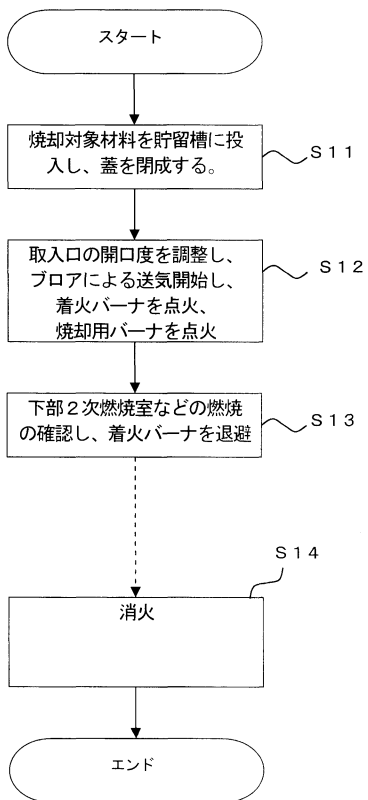 スタート
焼却対象材料を貯留槽に投
入し、蓋を閉成する。
S11
取入口の開口度を調整し、
ブロアによる送気開始し、
着火バーナを点火、
焼却用バーナを点火
S12
下部2次燃焼室などの燃焼
の確認し、着火バーナを退避
S13
S14
消火
エンド